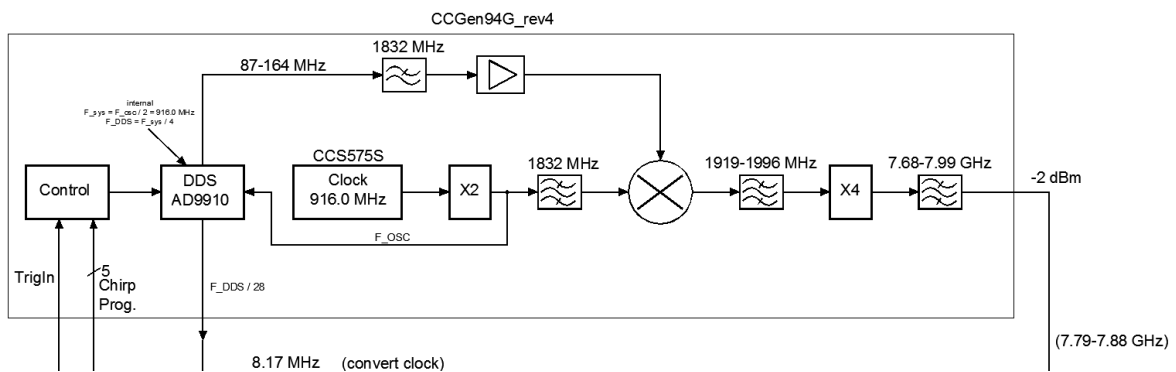 CCGen94G_rev4
1832 MHz
87-164 MHz
internal
F_sys = F_osc / 2 = 916.0 MHz
F_DDS = F_sys / 4
CCS575S
1832 MHz
1919-1996 MHz
7.68-7.99 GHz
Control
DDS
AD9910
Clock
916.0 MHz
X2
X4
-2 dBm
F_OSC
TrigIn
5
Chirp
Prog.
F_DDS / 28
8.17 MHz (convert clock)
(7.79-7.88 GHz)